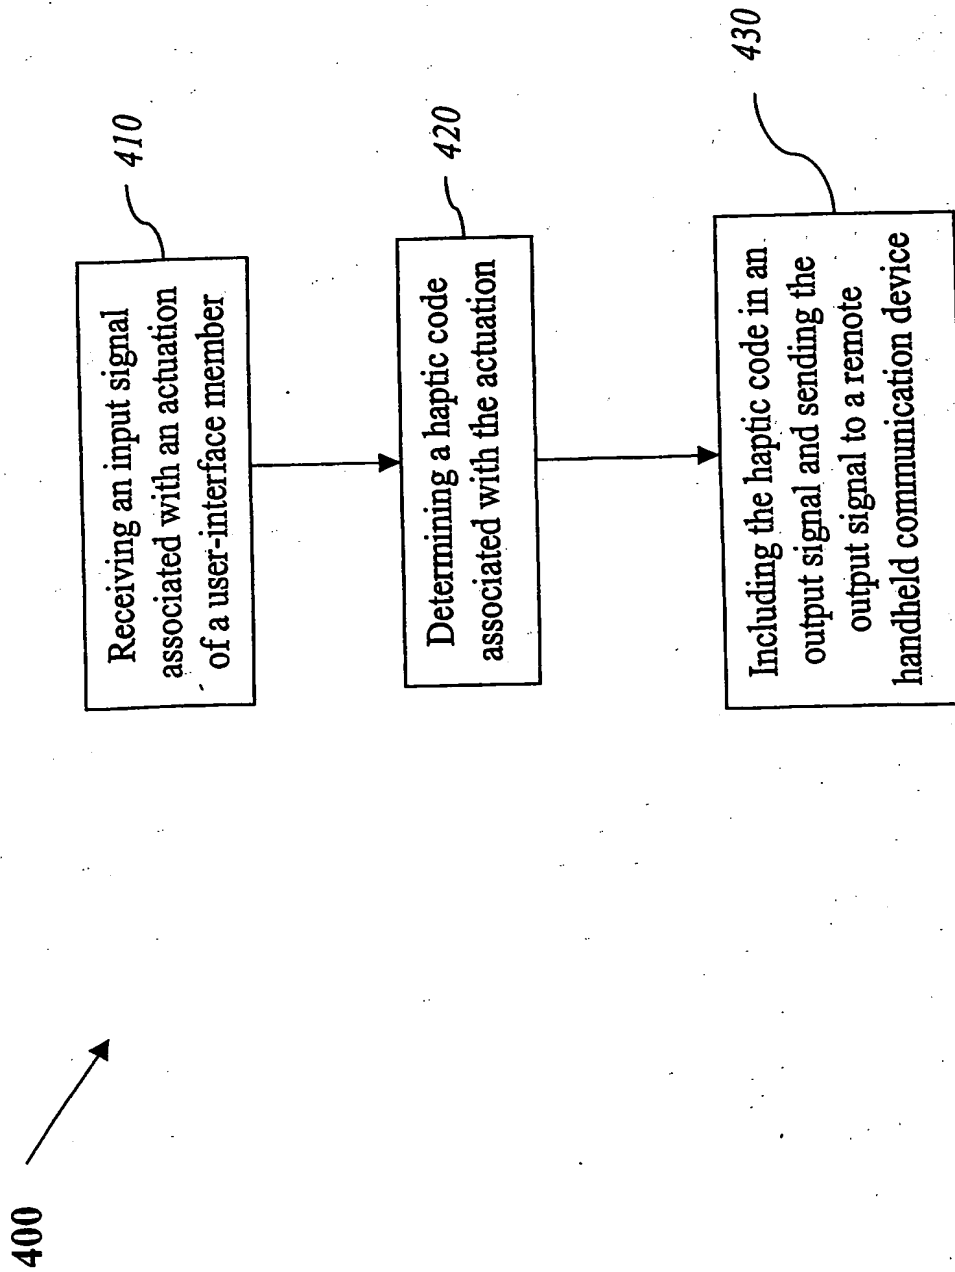 400
Receiving an input signal
associated with an actuation
of a user-interface member
410
Determining a haptic code
associated with the actuation
420
Including the haptic code in an
output signal and sending the
output signal to a remote
handheld communication device
430